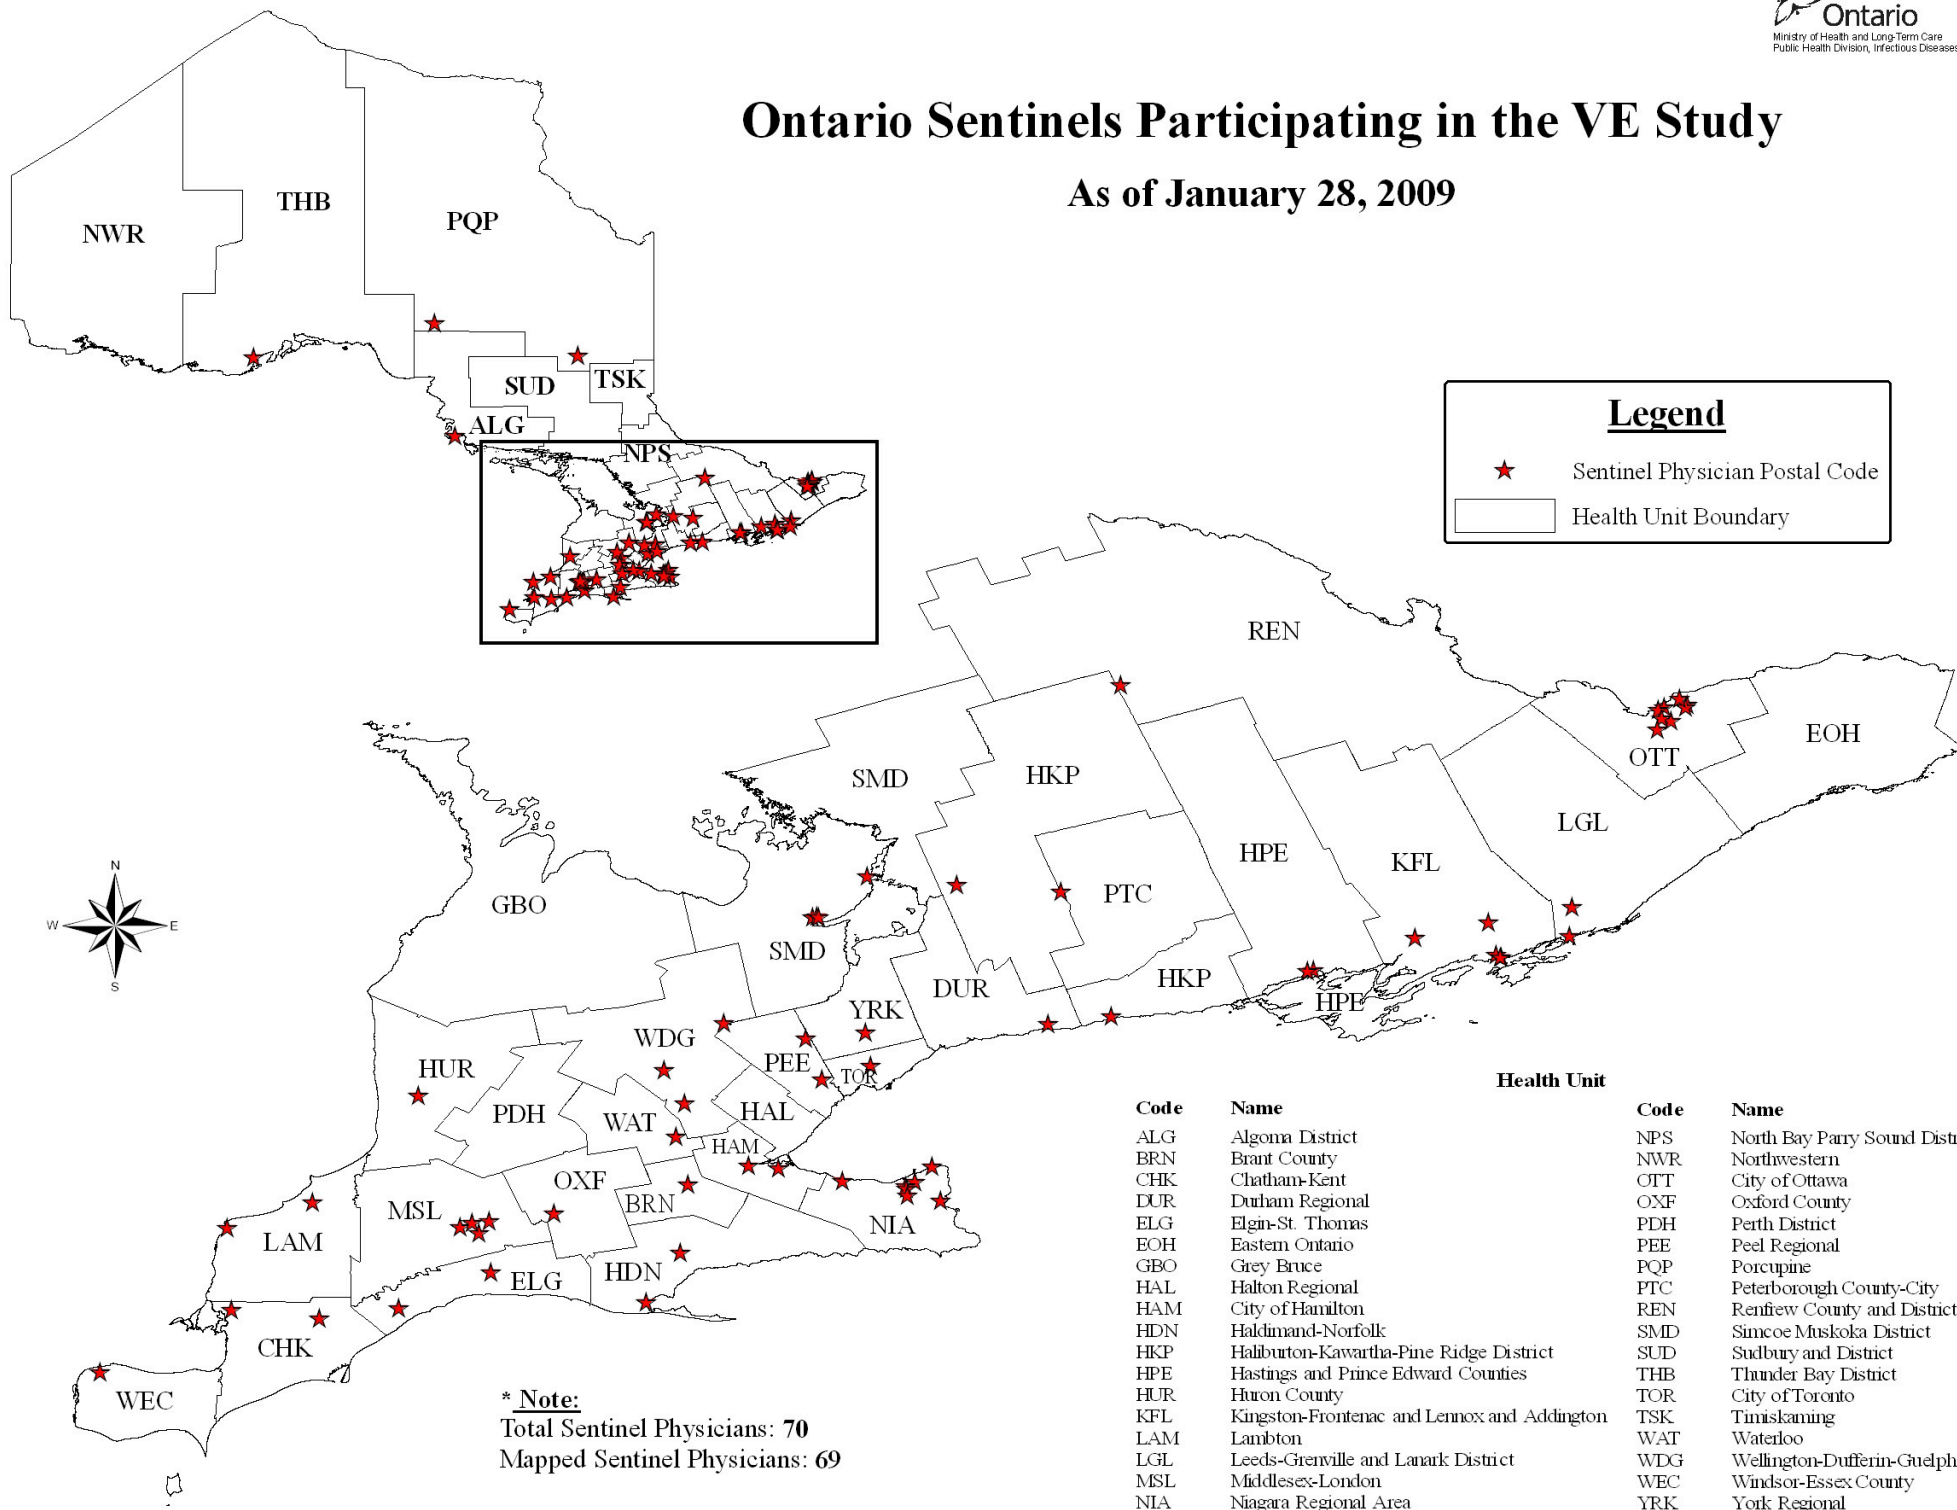 Ontario
Ministry of Health and Long-Term Care
Public Health Division, Infectious Diseases
Ontario Sentinels Participating in the VE Study
As of January 28, 2009
THB
PQP
NWR
SUD
TSK
ALG
NPS
Legend
Sentinel Physician Postal Code
Health Unit Boundary
REN
EOH
OTT
SMD
HKP
LGL
HPE
KFL
PTC
GBO
SMD
HKP
DUR
HPE
YRK
WDG
PEE
TOR
HUR
PDH
WAT
HAL
HAM
OXF
BRN
MSL
NIA
LAM
HDN
ELG
CHK
WEC
N
W
E
S
* Note:
Total Sentinel Physicians: 70
Mapped Sentinel Physicians: 69
Health Unit
Code Name Code Name
ALG Algoma District NPS North Bay Parry Sound Distr
BRN Brant County NWR Northwestern
CHK Chatham-Kent OTT City of Ottawa
DUR Durham Regional OXF Oxford County
ELG Elgin-St. Thomas PDH Perth District
EOH Eastern Ontario PEE Peel Regional
GBO Grey Bruce PQP Porcupine
HAL Halton Regional PTC Peterborough County-City
HAM City of Hamilton REN Renfrew County and District
HDN Haldimand-Norfolk SMD Simcoe Muskoka District
HKP Haliburton-Kawartha-Pine Ridge District SUD Sudbury and District
HPE Hastings and Prince Edward Counties THB Thunder Bay District
HUR Huron County TOR City of Toronto
KFL Kingston-Frontenac and Lennox and Addington TSK Timiskaming
LAM Lambton WAT Waterloo
LGL Leeds-Grenville and Lanark District WDG Wellington-Dufferin-Guelph
MSL Middlesex-London WEC Windsor-Essex County
NIA Niagara Regional Area YRK York Regional